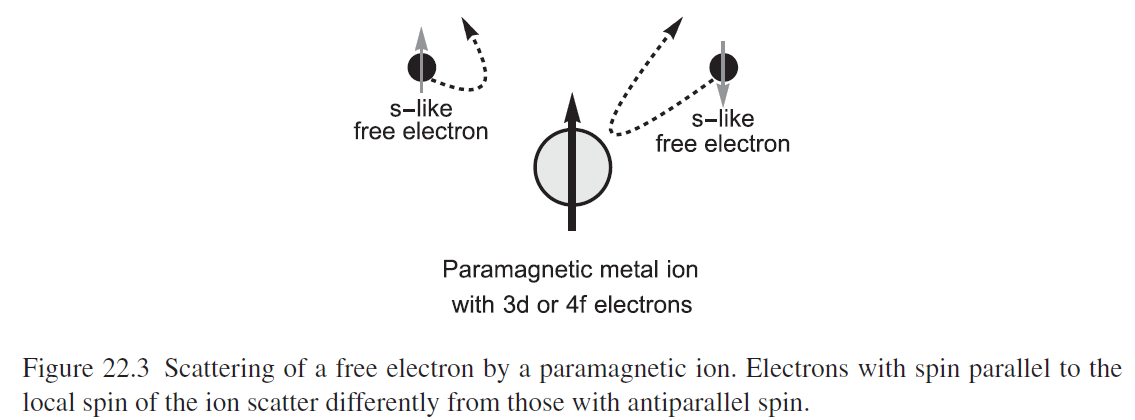 s–like
free electron
s–like
free electron
Paramagnetic metal ion
with 3d or 4f electrons
Figure 22.3 Scattering of a free electron by a paramagnetic ion. Electrons with spin parallel to the
local spin of the ion scatter differently from those with antiparallel spin.